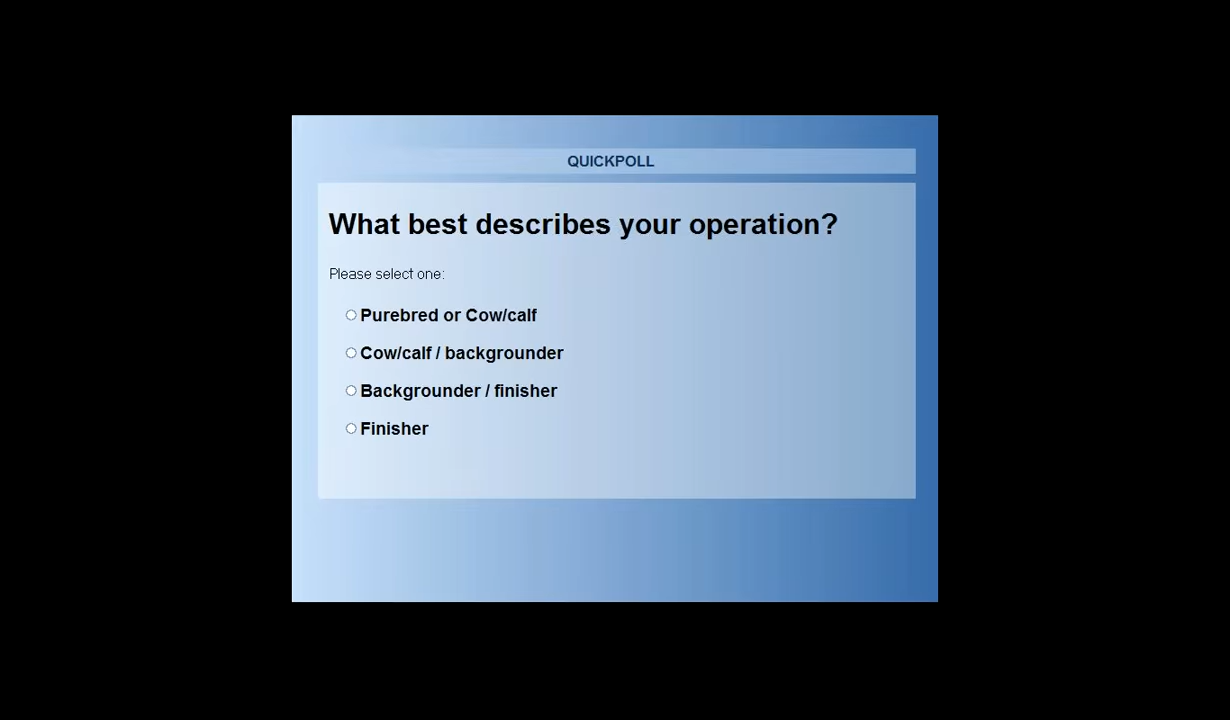 QUICKPOLL
What best describes your operation?
Please select one:
Purebred or Cow/calf
Cow/calf / backgrounder
Backgrounder / finisher
Finisher